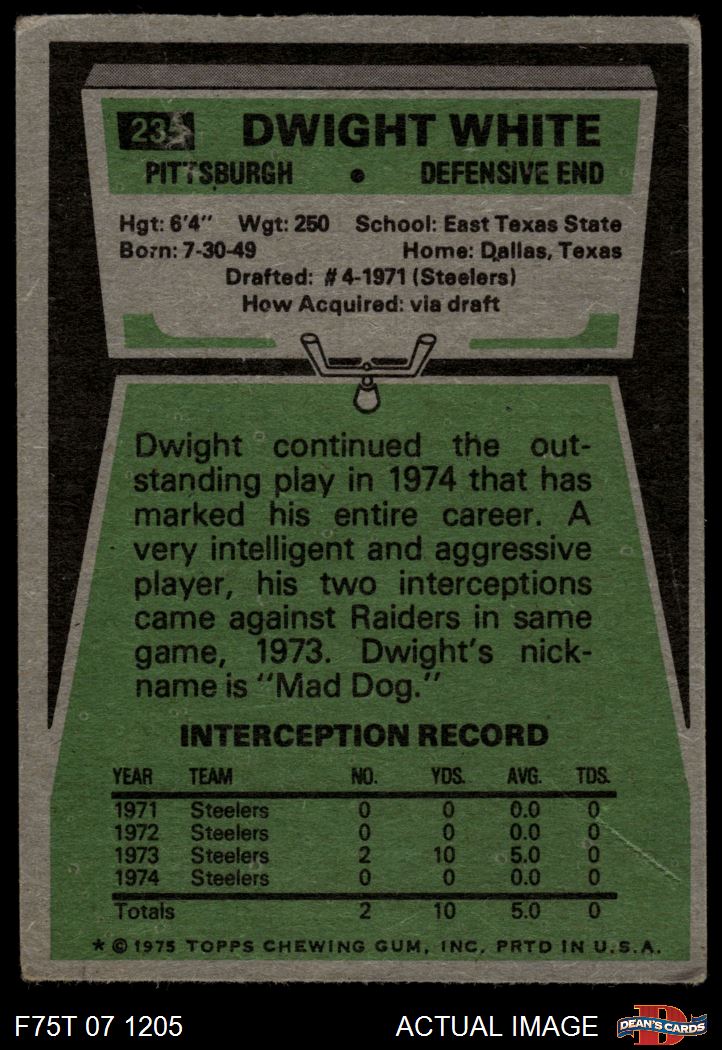 235
DWIGHT WHITE
PITTSBURGH • DEFENSIVE END
Hgt: 6'4" Wgt: 250 School: East Texas State
Born: 7-30-49 Home: Dallas, Texas
Drafted: #4-1971 (Steelers)
How Acquired: via draft
Dwight continued the out-
standing play in 1974 that has
marked his entire career. A
very intelligent and aggressive
player, his two interceptions
came against Raiders in same
game, 1973. Dwight's nick-
name is "Mad Dog."
INTERCEPTION RECORD
YEAR TEAM NO. YDS. AVG. TDS.
1971 Steelers 0 0 0.0 0
1972 Steelers 0 0 0.0 0
1973 Steelers 2 10 5.0 0
1974 Steelers 0 0 0.0 0
Totals 2 10 5.0 0
* © 1975 TOPPS CHEWING GUM, INC. PRTD IN U.S.A.
F75T 07 1205 ACTUAL IMAGE
D
DEAN'S CARDS